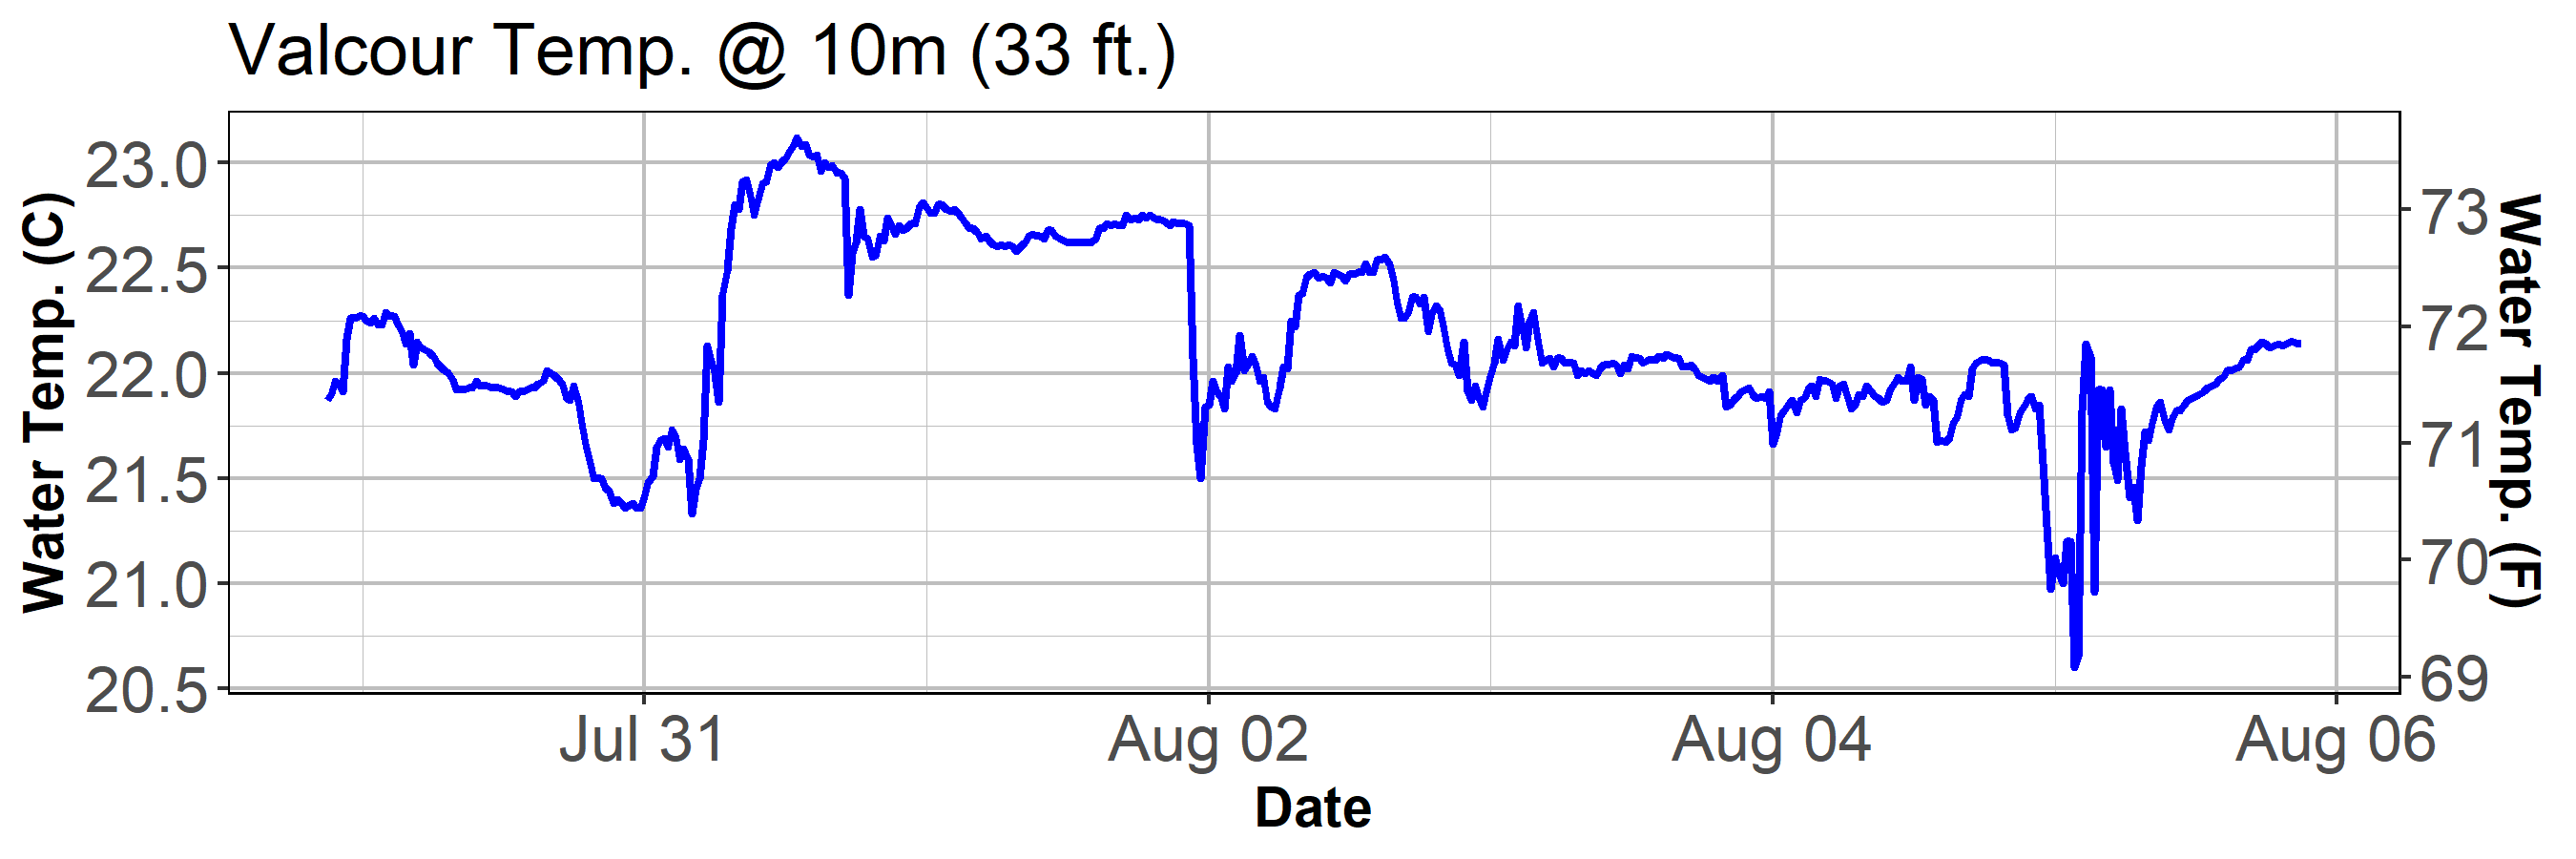 Valcour Temp. @ 10m (33 ft.)
Water Temp. (C)
23.0
22.5
22.0
21.5
21.0
20.5
73
72
71
70
69
Water Temp. (F)
Jul 31
Aug 02
Aug 04
Aug 06
Date